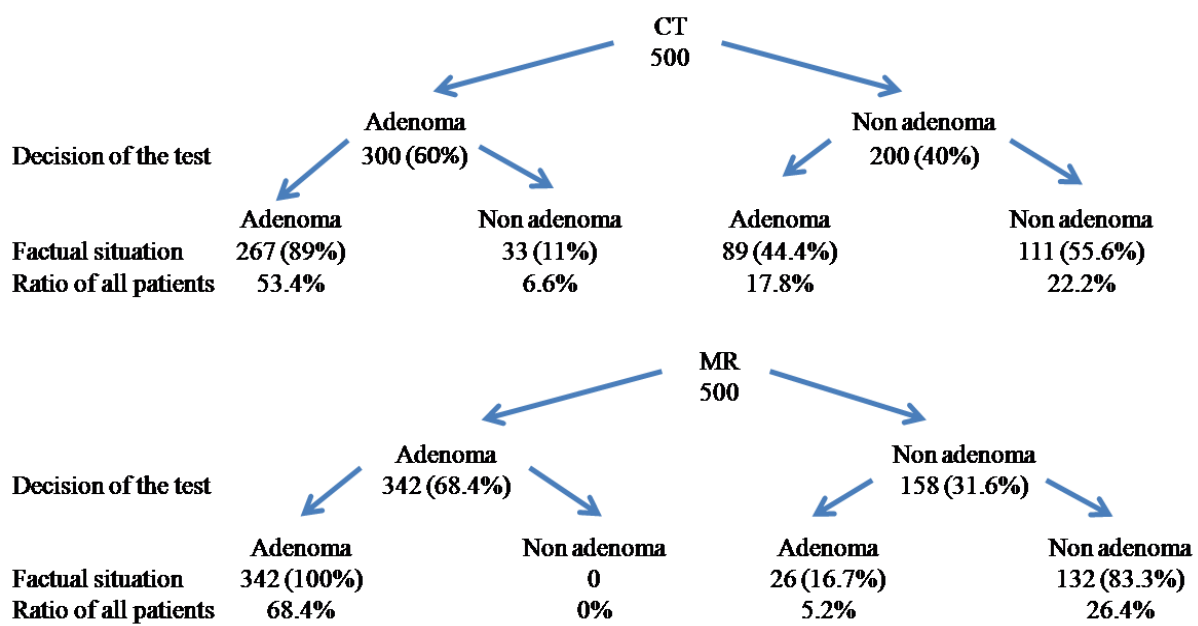 CT
500
Adenoma Non adenoma
Decision of the test 300 (60%) 200 (40%)
Adenoma Non adenoma Adenoma Non adenoma
Factual situation 267 (89%) 33 (11%) 89 (44.4%) 111 (55.6%)
Ratio of all patients 53.4% 6.6% 17.8% 22.2%
MR
500
Adenoma Non adenoma
Decision of the test 342 (68.4%) 158 (31.6%)
Adenoma Non adenoma Adenoma Non adenoma
Factual situation 342 (100%) 0 26 (16.7%) 132 (83.3%)
Ratio of all patients 68.4% 0% 5.2% 26.4%